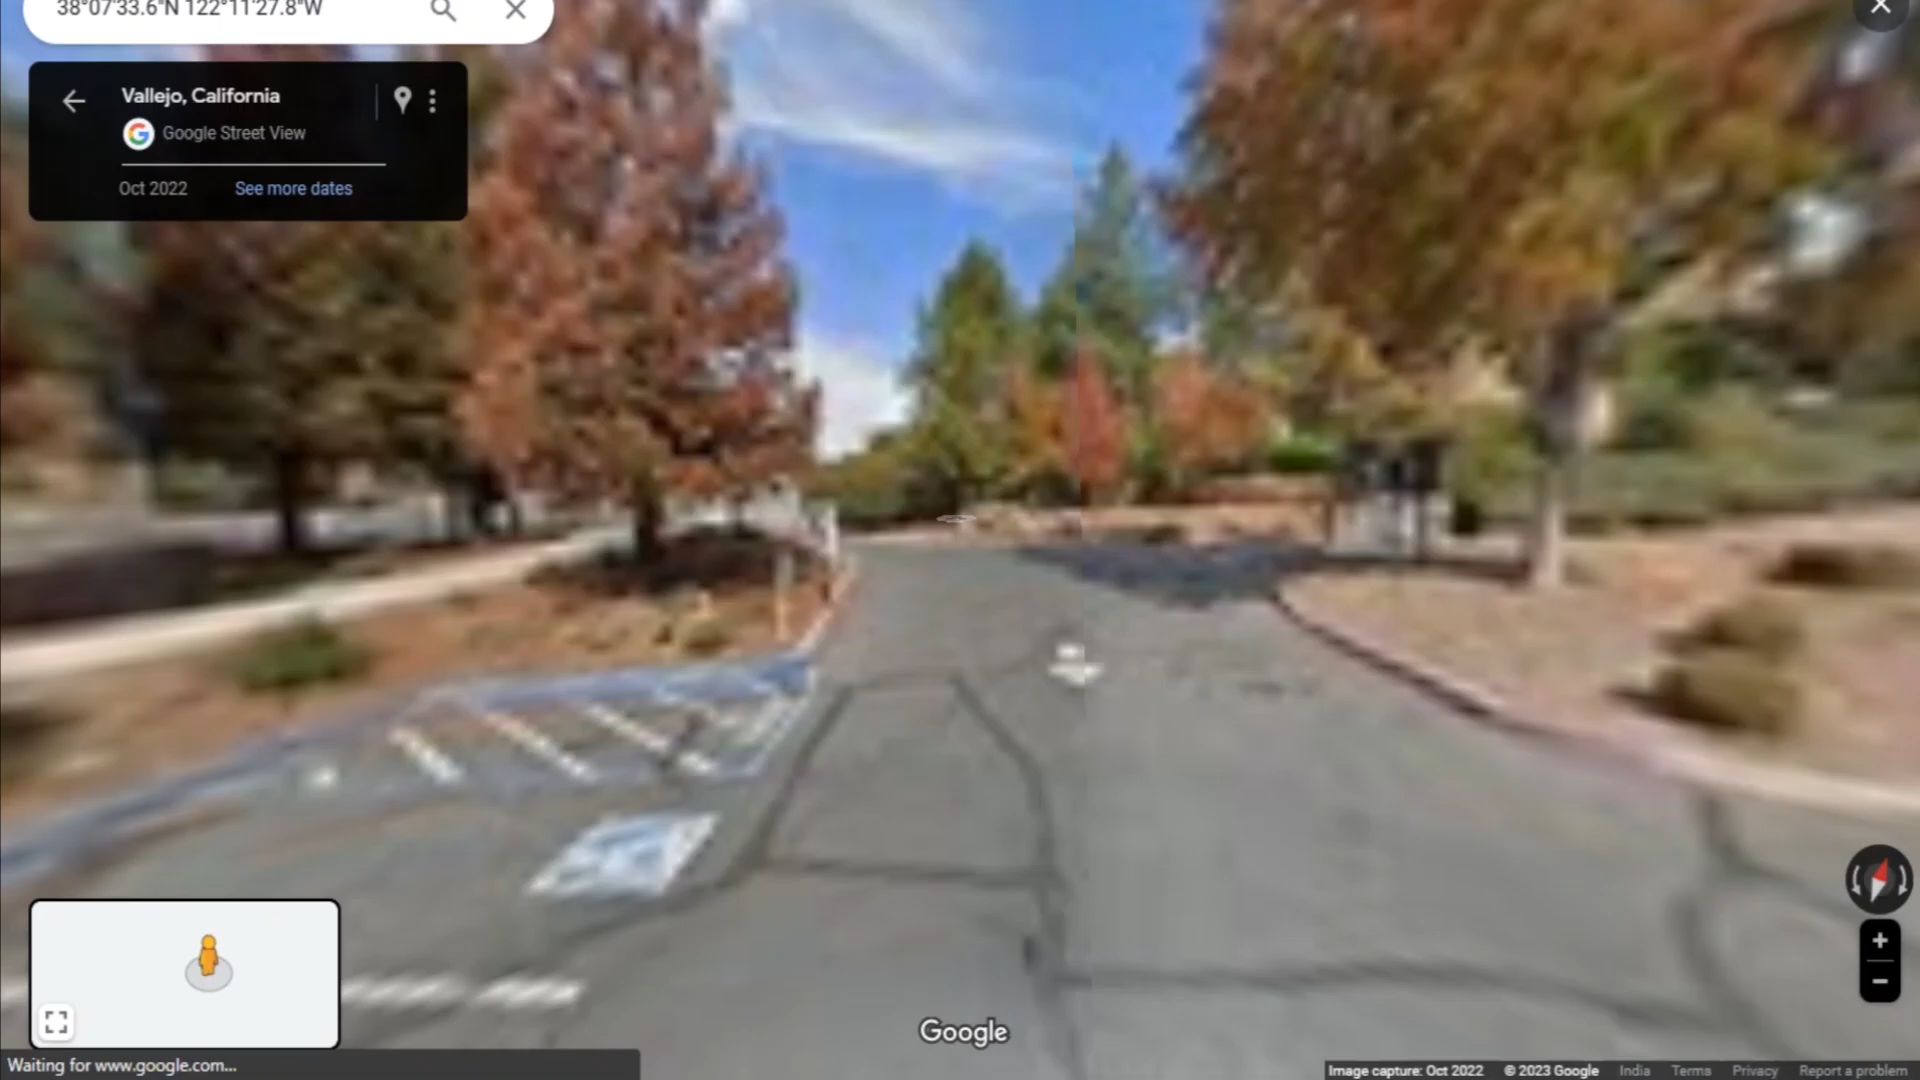 38°07'33.6"N 122°11'27.8"W
Vallejo, California
Google Street View
Oct 2022
See more dates
Google
Waiting for www.google.com...
Image capture: Oct 2022 © 2023 Google India Terms Privacy Report a problem